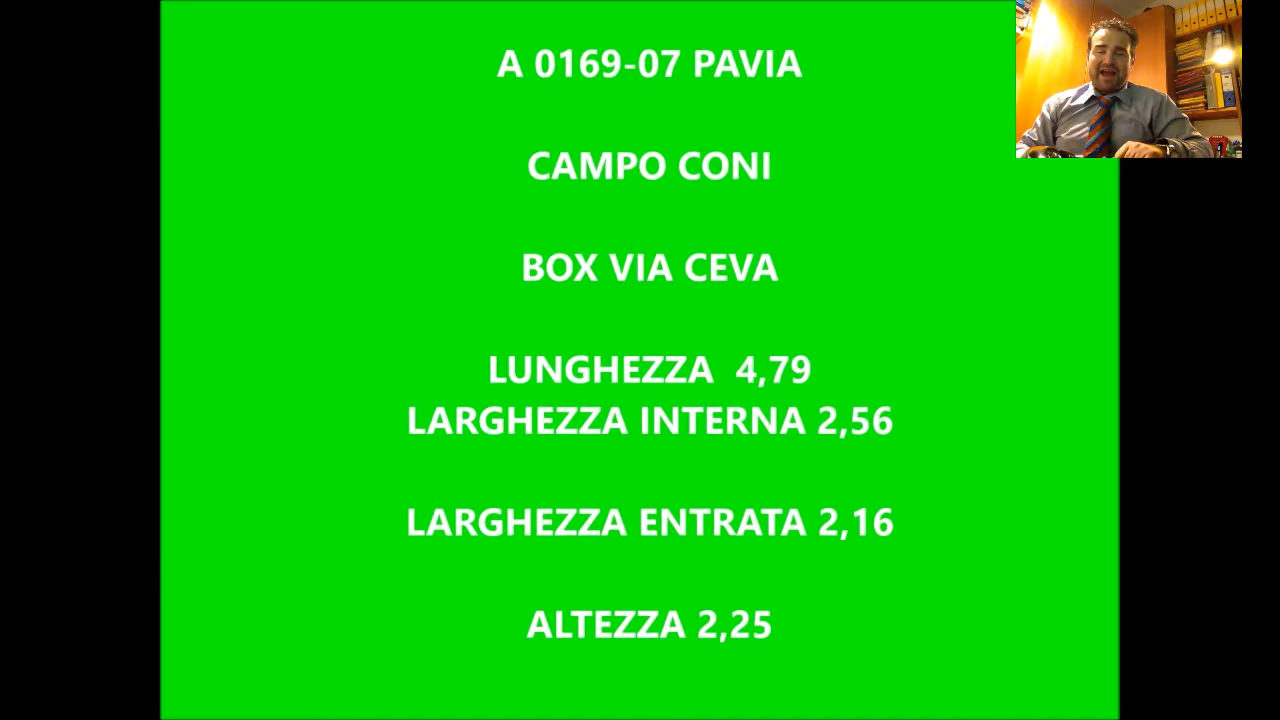 A 0169-07 PAVIA
CAMPO CONI
BOX VIA CEVA
LUNGHEZZA  4,79
LARGHEZZA INTERNA 2,56
LARGHEZZA ENTRATA 2,16
ALTEZZA 2,25